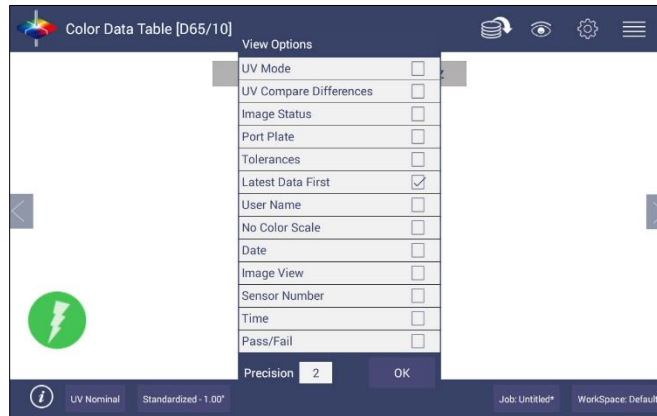 Color Data Table [D65/10]
View Options
UV Mode
UV Compare Differences
Image Status
Port Plate
Tolerances
Latest Data First
User Name
No Color Scale
Date
Image View
Sensor Number
Time
Pass/Fail
Precision 2 OK
i UV Nominal Standardized - 1.00" Job: Untitled* WorkSpace: Default